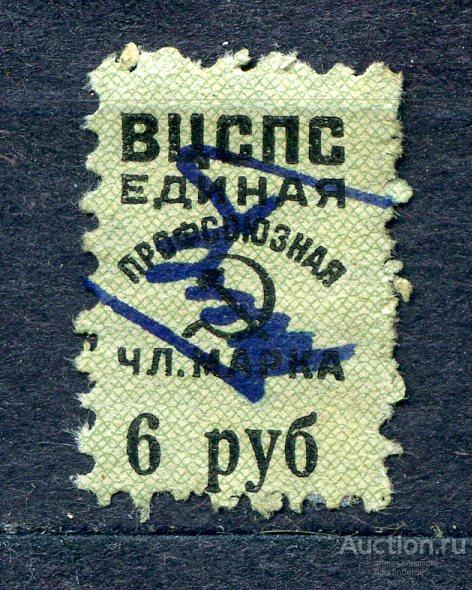 ВЦСПС
ЕДИНАЯ
ПРОФСОЮЗНАЯ
ЧЛ. МАРКА
6 руб
Auction.ru